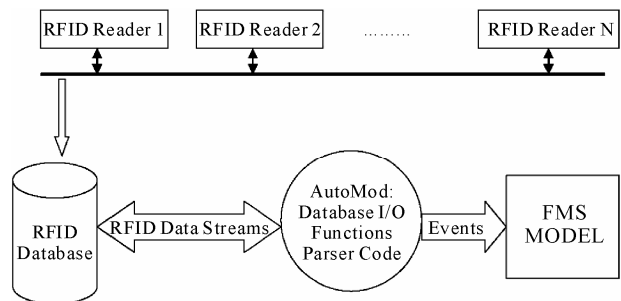 RFID Reader 1
RFID Reader 2
.........
RFID Reader N
RFID
Database
RFID Data Streams
AutoMod:
Database I/O
Functions
Parser Code
Events
FMS
MODEL